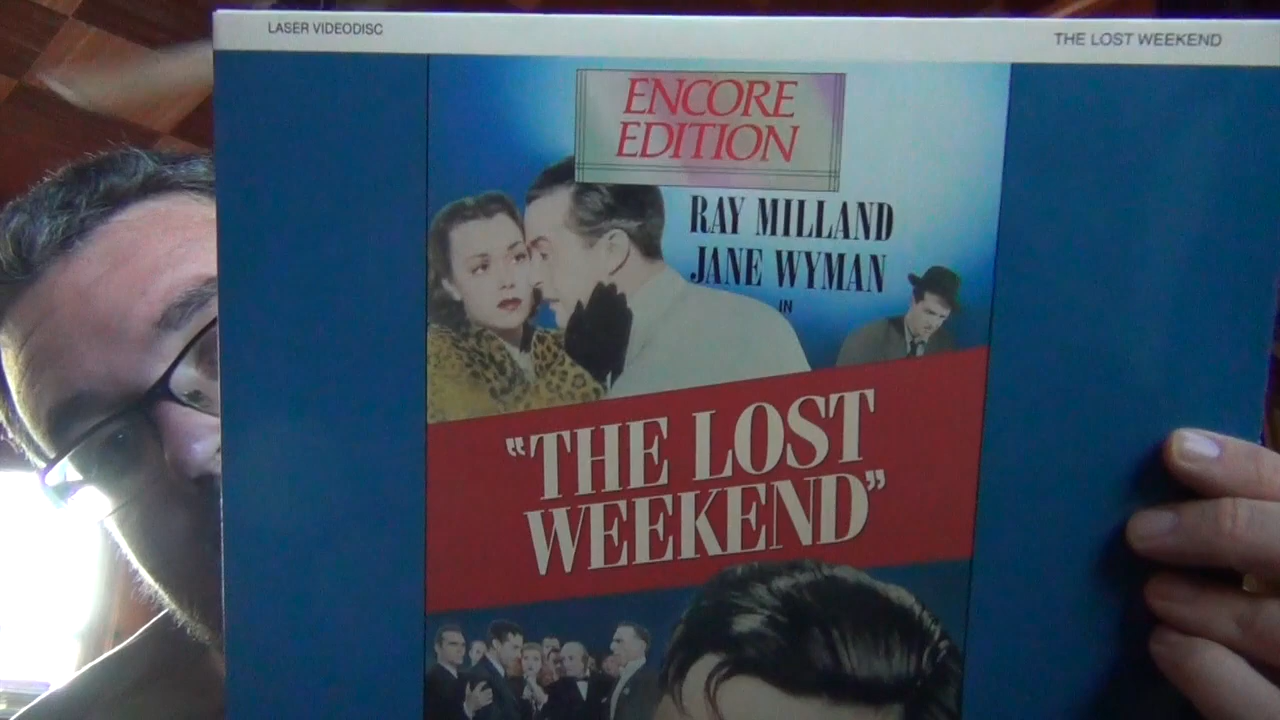 LASER VIDEODISC
THE LOST WEEKEND
ENCORE
EDITION
RAY MILLAND
JANE WYMAN
IN
"THE LOST
WEEKEND"